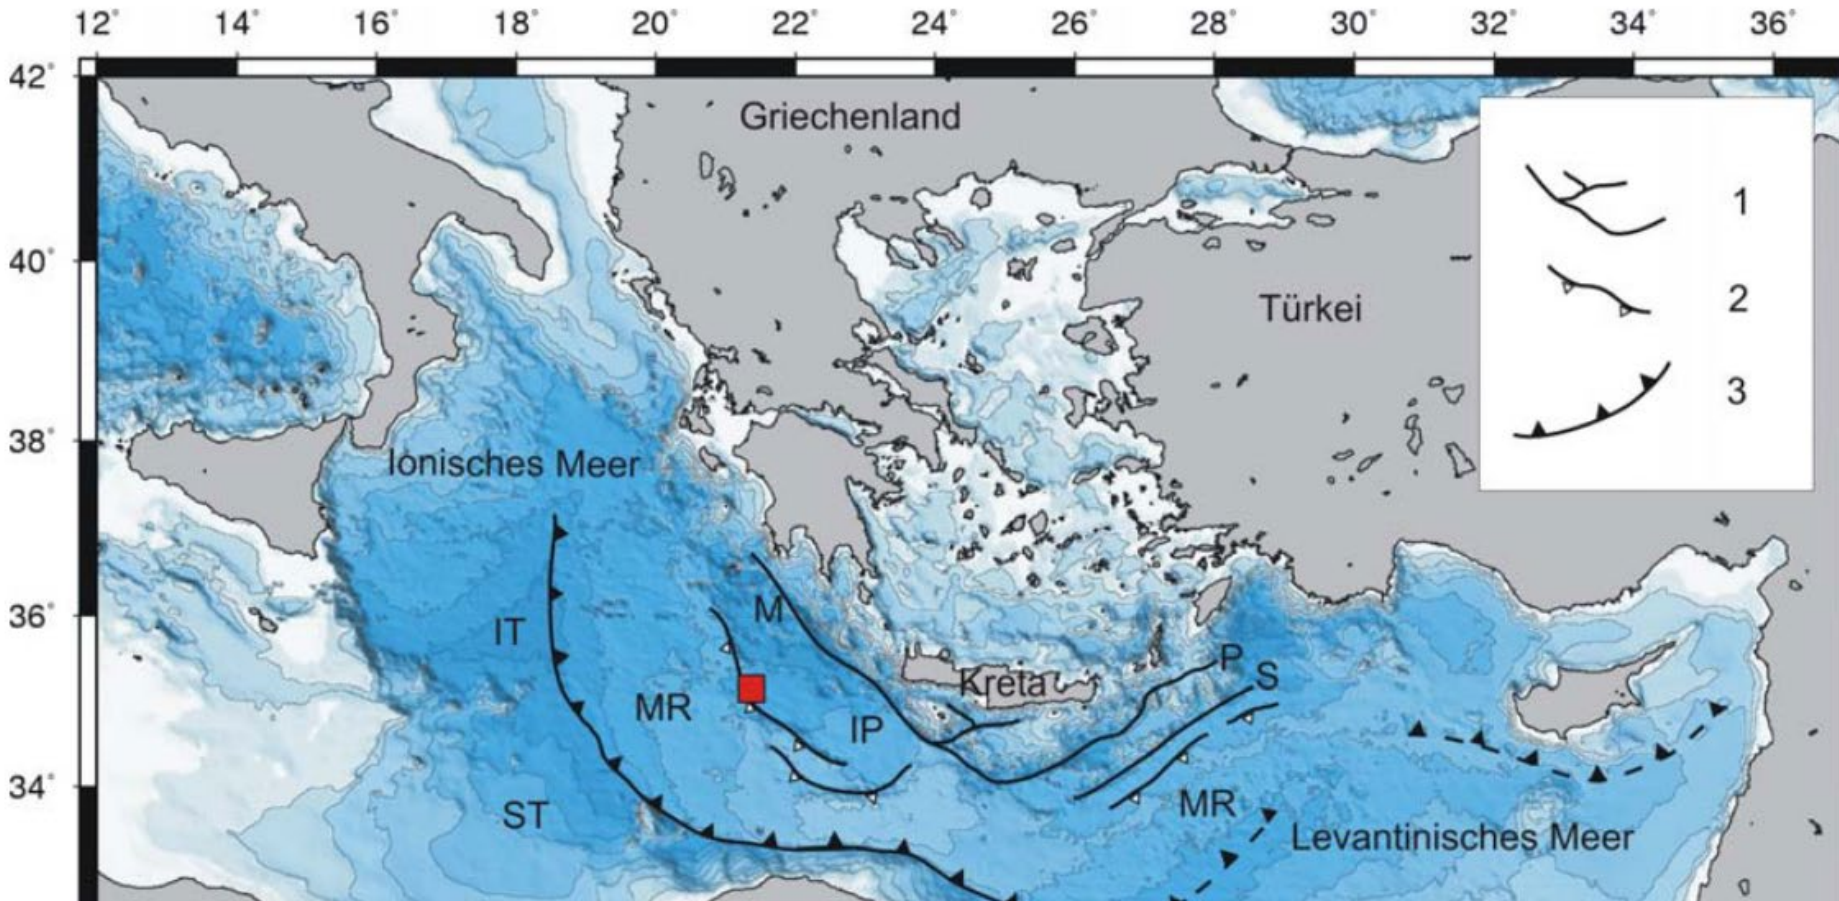 12° 14° 16° 18° 20° 22° 24° 26° 28° 30° 32° 34° 36°
42°
Griechenland
1
40°
2
Türkei
3
38°
Ionisches Meer
36°
M
IT
P
S
Kreta
MR
IP
34°
MR
ST
Levantinisches Meer